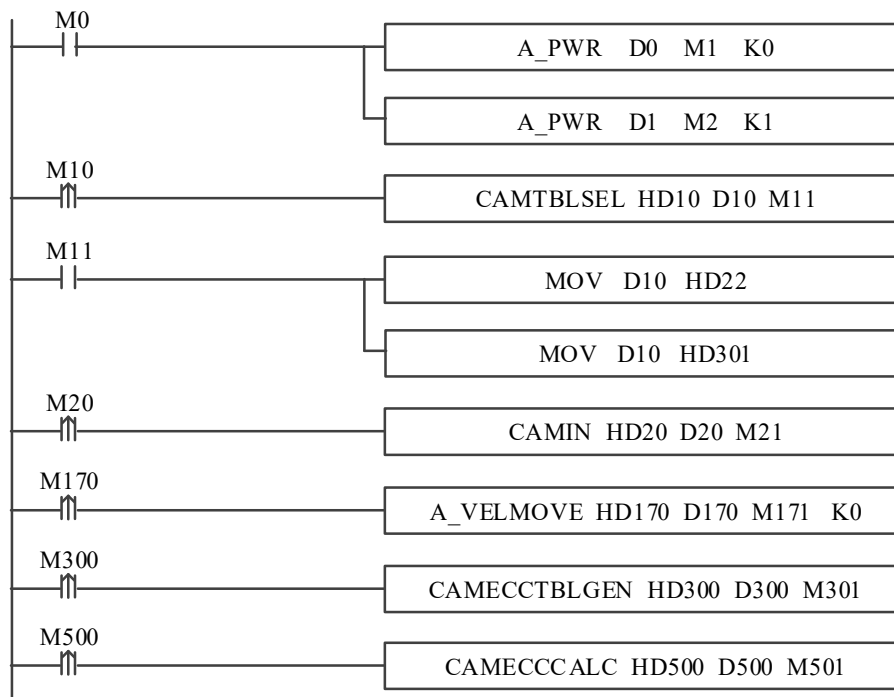 M0
A_PWR D0 M1 K0
A_PWR D1 M2 K1
M10
CAMTBLSEL HD10 D10 M11
M11
MOV D10 HD22
MOV D10 HD301
M20
CAMIN HD20 D20 M21
M170
A_VELMOVE HD170 D170 M171 K0
M300
CAMECCTBLGEN HD300 D300 M301
M500
CAMECCCALC HD500 D500 M501